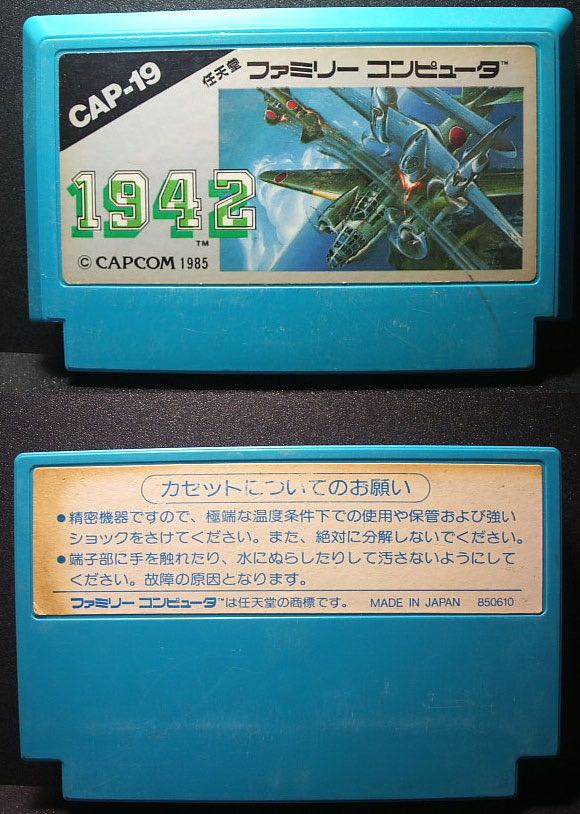 CAP-19
任天堂 ファミリー コンピュータ™
1942
™
© CAPCOM 1985
カセットについてのお願い
●精密機器ですので、極端な温度条件下での使用や保管および強い
ショックをさけてください。また、絶対に分解しないでください。
●端子部に手を触れたり、水にぬらしたりして汚さないようにして
ください。故障の原因となります。
ファミリー コンピュータ™は任天堂の商標です。 MADE IN JAPAN 850610